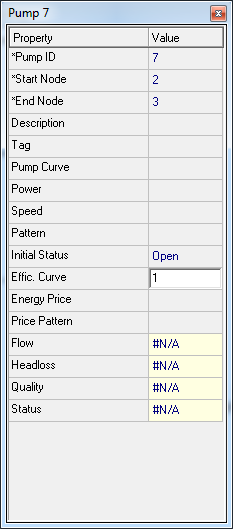 Pump 7
Property Value
*Pump ID 7
*Start Node 2
*End Node 3
Description
Tag
Pump Curve
Power
Speed
Pattern
Initial Status Open
Effic. Curve 1
Energy Price
Price Pattern
Flow #N/A
Headloss #N/A
Quality #N/A
Status #N/A